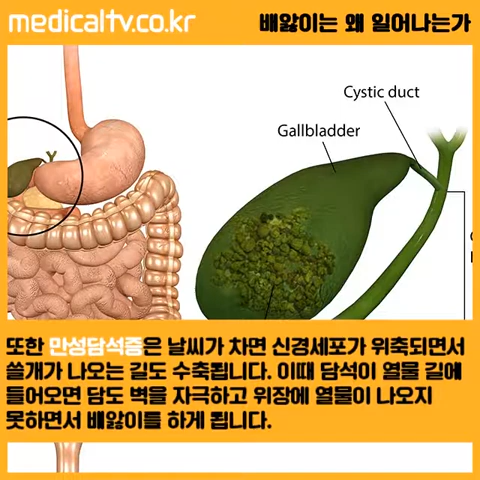 medicaltv.co.kr
배앓이는 왜 일어나는가
Cystic duct
Gallbladder
또한 만성담석증은 날씨가 차면 신경세포가 위축되면서
쓸개가 나오는 길도 수축됩니다. 이때 담석이 열물 길에
들어오면 담도 벽을 자극하고 위장에 열물이 나오지
못하면서 배앓이를 하게 됩니다.